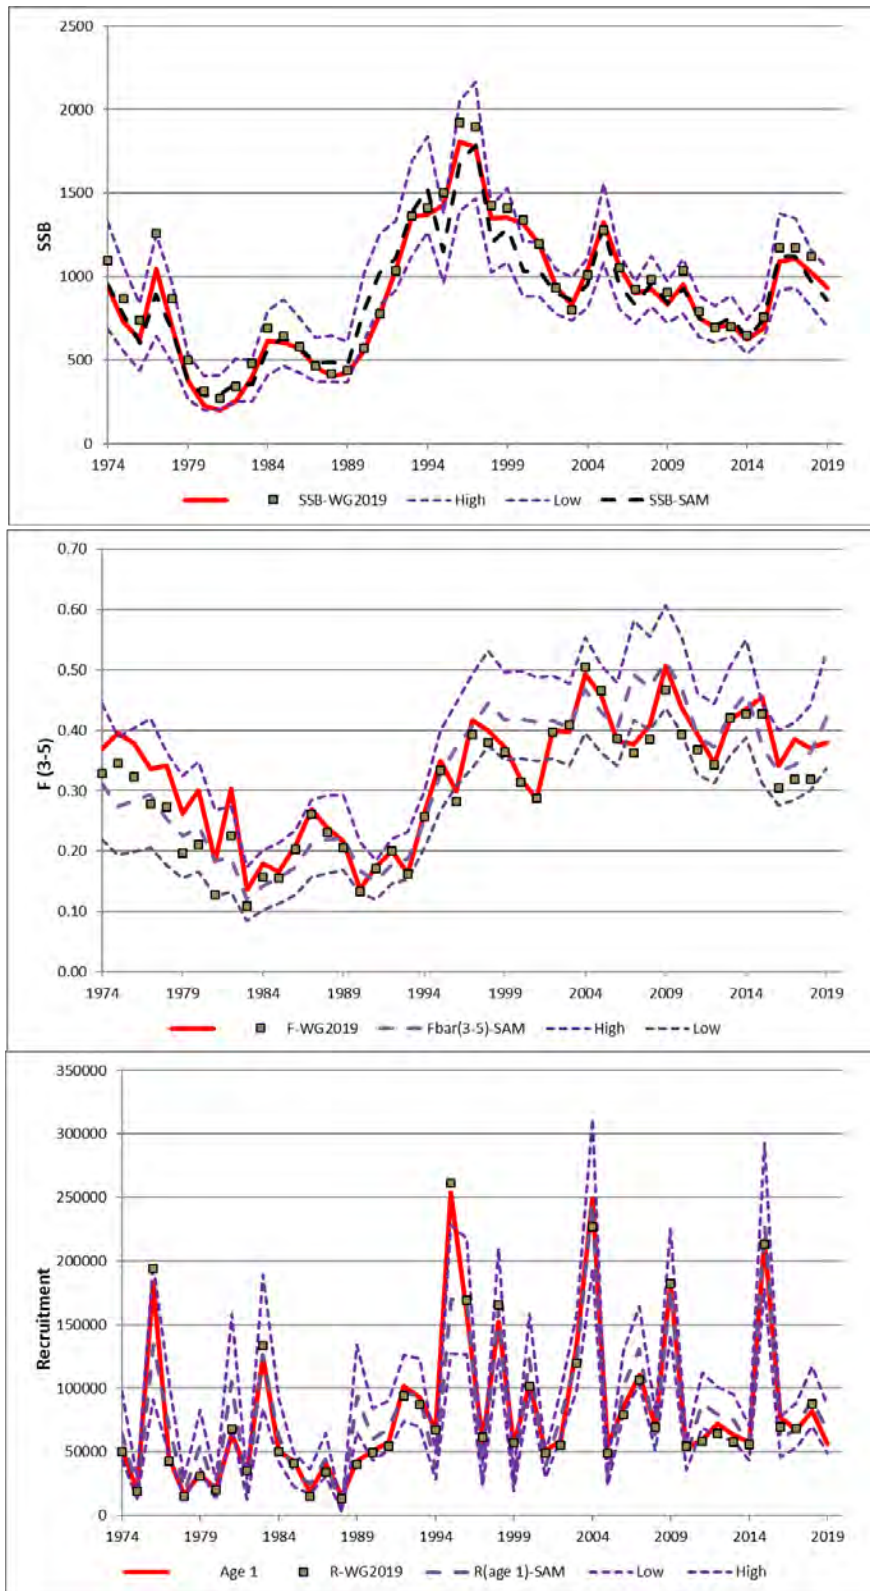 2500
2000
1500
1000
500
0
SSB
1974 1979 1984 1989 1994 1999 2004 2009 2014 2019
SSB-WG2019 High Low SSB-SAM
0.70
0.60
0.50
0.40
0.30
0.20
0.10
0.00
F (3-5)
1974 1979 1984 1989 1994 1999 2004 2009 2014 2019
F-WG2019 Fbar(3-5)-SAM High Low
350000
300000
250000
200000
150000
100000
50000
0
Recruitment
1974 1979 1984 1989 1994 1999 2004 2009 2014 2019
Age 1 R-WG2019 R(age 1)-SAM Low High